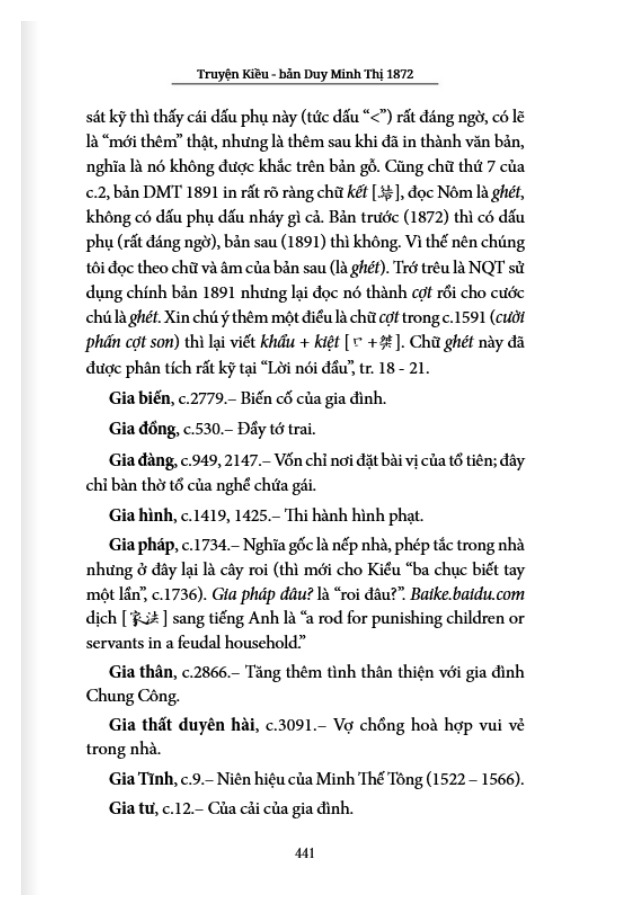 Truyện Kiều - bản Duy Minh Thị 1872
sát kỹ thì thấy cái dấu phụ này (tức dấu “<”) rất đáng ngờ, có lẽ
là “mới thêm” thật, nhưng là thêm sau khi đã in thành văn bản,
nghĩa là nó không được khắc trên bản gỗ. Cũng chữ thứ 7 của
c.2, bản DMT 1891 in rất rõ ràng chữ kết [結], đọc Nôm là ghét,
không có dấu phụ dấu nháy gì cả. Bản trước (1872) thì có dấu
phụ (rất đáng ngờ), bản sau (1891) thì không. Vì thế nên chúng
tôi đọc theo chữ và âm của bản sau (là ghét). Trớ trêu là NQT sử
dụng chính bản 1891 nhưng lại đọc nó thành cợt rồi cho cước
chú là ghét. Xin chú ý thêm một điều là chữ cợt trong c.1591 (cười
phấn cợt son) thì lại viết khẩu + kiệt [口+桀]. Chữ ghét này đã
được phân tích rất kỹ tại “Lời nói đầu”, tr. 18 - 21.
Gia biến, c.2779.– Biến cố của gia đình.
Gia đồng, c.530.– Đầy tớ trai.
Gia đàng, c.949, 2147.– Vốn chỉ nơi đặt bài vị của tổ tiên; đây
chỉ bàn thờ tổ của nghề chứa gái.
Gia hình, c.1419, 1425.– Thi hành hình phạt.
Gia pháp, c.1734.– Nghĩa gốc là nếp nhà, phép tắc trong nhà
nhưng ở đây lại là cây roi (thì mới cho Kiều “ba chục biết tay
một lần”, c.1736). Gia pháp đâu? là “roi đâu?”. Baike.baidu.com
dịch [家法] sang tiếng Anh là “a rod for punishing children or
servants in a feudal household.”
Gia thân, c.2866.– Tăng thêm tình thân thiện với gia đình
Chung Công.
Gia thất duyên hài, c.3091.– Vợ chồng hoà hợp vui vẻ
trong nhà.
Gia Tĩnh, c.9.– Niên hiệu của Minh Thế Tông (1522 – 1566).
Gia tư, c.12.– Của cải của gia đình.
441